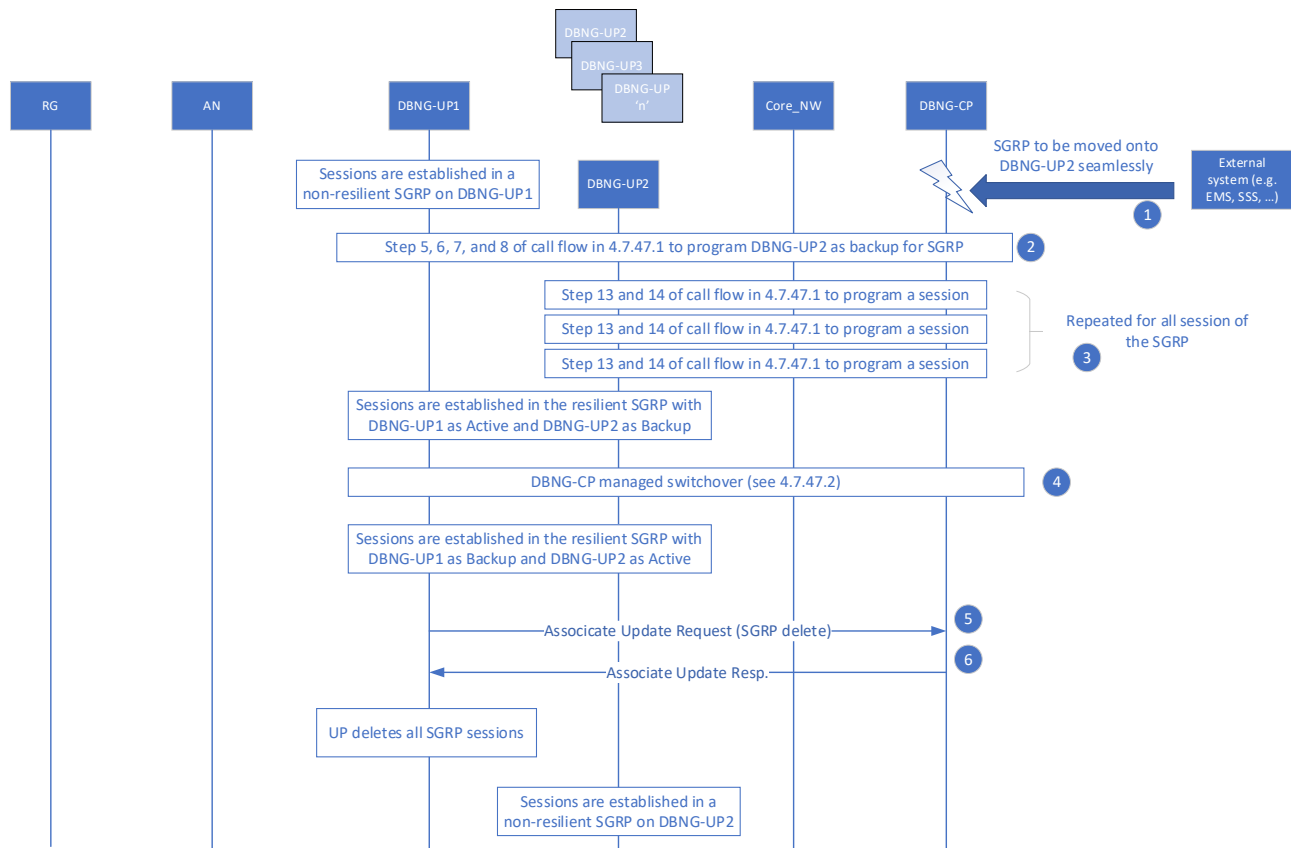 DBNG-UP2
DBNG-UP3
DBNG-UP
'n'
RG
AN
DBNG-UP1
Core_NW
DBNG-CP
SGRP to be moved onto
DBNG-UP2 seamlessly
External
system (e.g.
EMS, SSS, …)
1
Sessions are established in a
non-resilient SGRP on DBNG-UP1
DBNG-UP2
Step 5, 6, 7, and 8 of call flow in 4.7.47.1 to program DBNG-UP2 as backup for SGRP
2
Step 13 and 14 of call flow in 4.7.47.1 to program a session
Step 13 and 14 of call flow in 4.7.47.1 to program a session
Step 13 and 14 of call flow in 4.7.47.1 to program a session
Repeated for all session of
the SGRP
3
Sessions are established in the resilient SGRP with
DBNG-UP1 as Active and DBNG-UP2 as Backup
DBNG-CP managed switchover (see 4.7.47.2)
4
Sessions are established in the resilient SGRP with
DBNG-UP1 as Backup and DBNG-UP2 as Active
Associcate Update Request (SGRP delete)
5
Associate Update Resp.
6
UP deletes all SGRP sessions
Sessions are established in a
non-resilient SGRP on DBNG-UP2